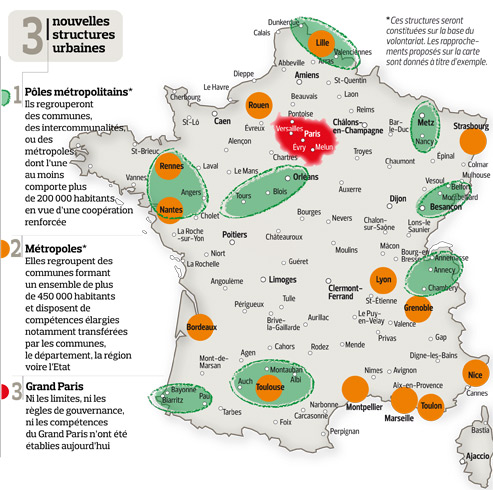 3 nouvelles
structures
urbaines
*Ces structures seront
constituées sur la base du
volontariat. Les rapproche-
ments proposés sur la carte
sont donnés à titre d'exemple.
1 Pôles métropolitains*
Ils regrouperont
des communes,
des intercommunalités,
ou des
métropoles,
dont l'une
au moins
comporte plus
de 200 000 habitants
en vue d'une coopération
renforcée
2 Métropoles*
Elles regroupent des
communes formant
un ensemble de plus
de 450 000 habitants
et disposent de
compétences élargies
notamment transférées
par les communes,
le département, la région
voire l'Etat
3 Grand Paris
Ni les limites, ni les
règles de gouvernance,
ni les compétences
du Grand Paris n'ont été
établies aujourd'hui
Dunkerque
Calais
Lille
Valenciennes
Arras
Abbeville
Dieppe
Amiens
St-Quentin
Le Havre
Cherbourg
Rouen
Beauvais
Laon
St-Lô
Caen
Pontoise
Reims
Évreux
Versailles
Paris
Châlons-
en-Champagne
Bar-
le-Duc
Metz
Nancy
Strasbourg
Alençon
Évry
Melun
Chartres
Troyes
Chaumont
Épinal
Colmar
Mulhouse
St-Brieuc
Rennes
Laval
Le Mans
Orléans
Vannes
Angers
Tours
Blois
Vesoul
Belfort
Montbéliard
Besançon
Nantes
Cholet
Bourges
Auxerre
Nevers
Dijon
Chalon-
sur-Saône
Lons-le
Saunier
La Roche
-sur-Yon
Poitiers
Châteauroux
Moulins
Mâcon
Bourg-en-
Bresse
Annemasse
Annecy
Chambéry
Niort
La Rochelle
Guéret
Angoulême
Limoges
Clermont-
Ferrand
Lyon
St-Étienne
Grenoble
Périgueux
Tulle
Brive-
la-Gaillarde
Aurillac
Le Puy-
en-Velay
Valence
Bordeaux
Privas
Gap
Agen
Cahors
Rodez
Mende
Digne-les-Bains
Mont-de-
Marsan
Montauban
Auch
Albi
Toulouse
Nîmes
Avignon
Nice
Cannes
Aix-en-Provence
Bayonne
Biarritz
Pau
Tarbes
Foix
Narbonne
Carcassonne
Montpellier
Marseille
Toulon
Perpignan
Bastia
Ajaccio